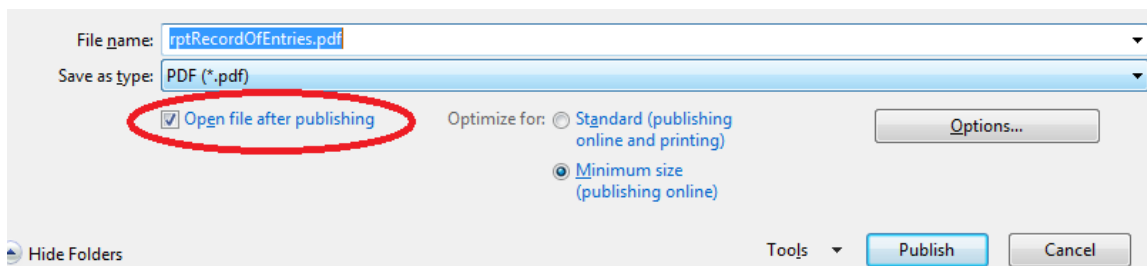 File name: rptRecordOfEntries.pdf
Save as type: PDF (*.pdf)
Open file after publishing
Optimize for:
Standard (publishing
online and printing)
Minimum size
(publishing online)
Options...
Hide Folders
Tools
Publish
Cancel